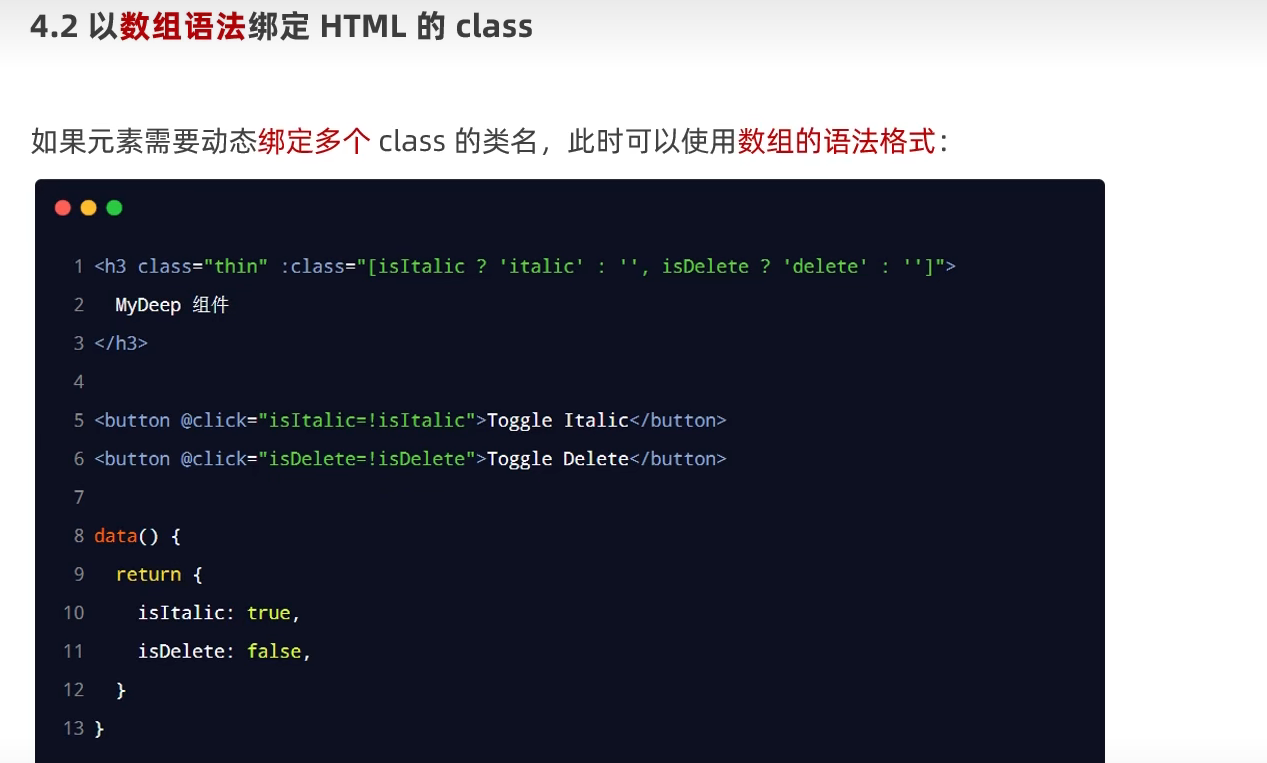 4.2 以数组语法绑定 HTML 的 class
如果元素需要动态绑定多个 class 的类名，此时可以使用数组的语法格式：
1 <h3 class="thin" :class="[isItalic ? 'italic' : '', isDelete ? 'delete' : '']">
2   MyDeep 组件
3 </h3>
4
5 <button @click="isItalic=!isItalic">Toggle Italic</button>
6 <button @click="isDelete=!isDelete">Toggle Delete</button>
7
8 data() {
9   return {
10     isItalic: true,
11     isDelete: false,
12   }
13 }